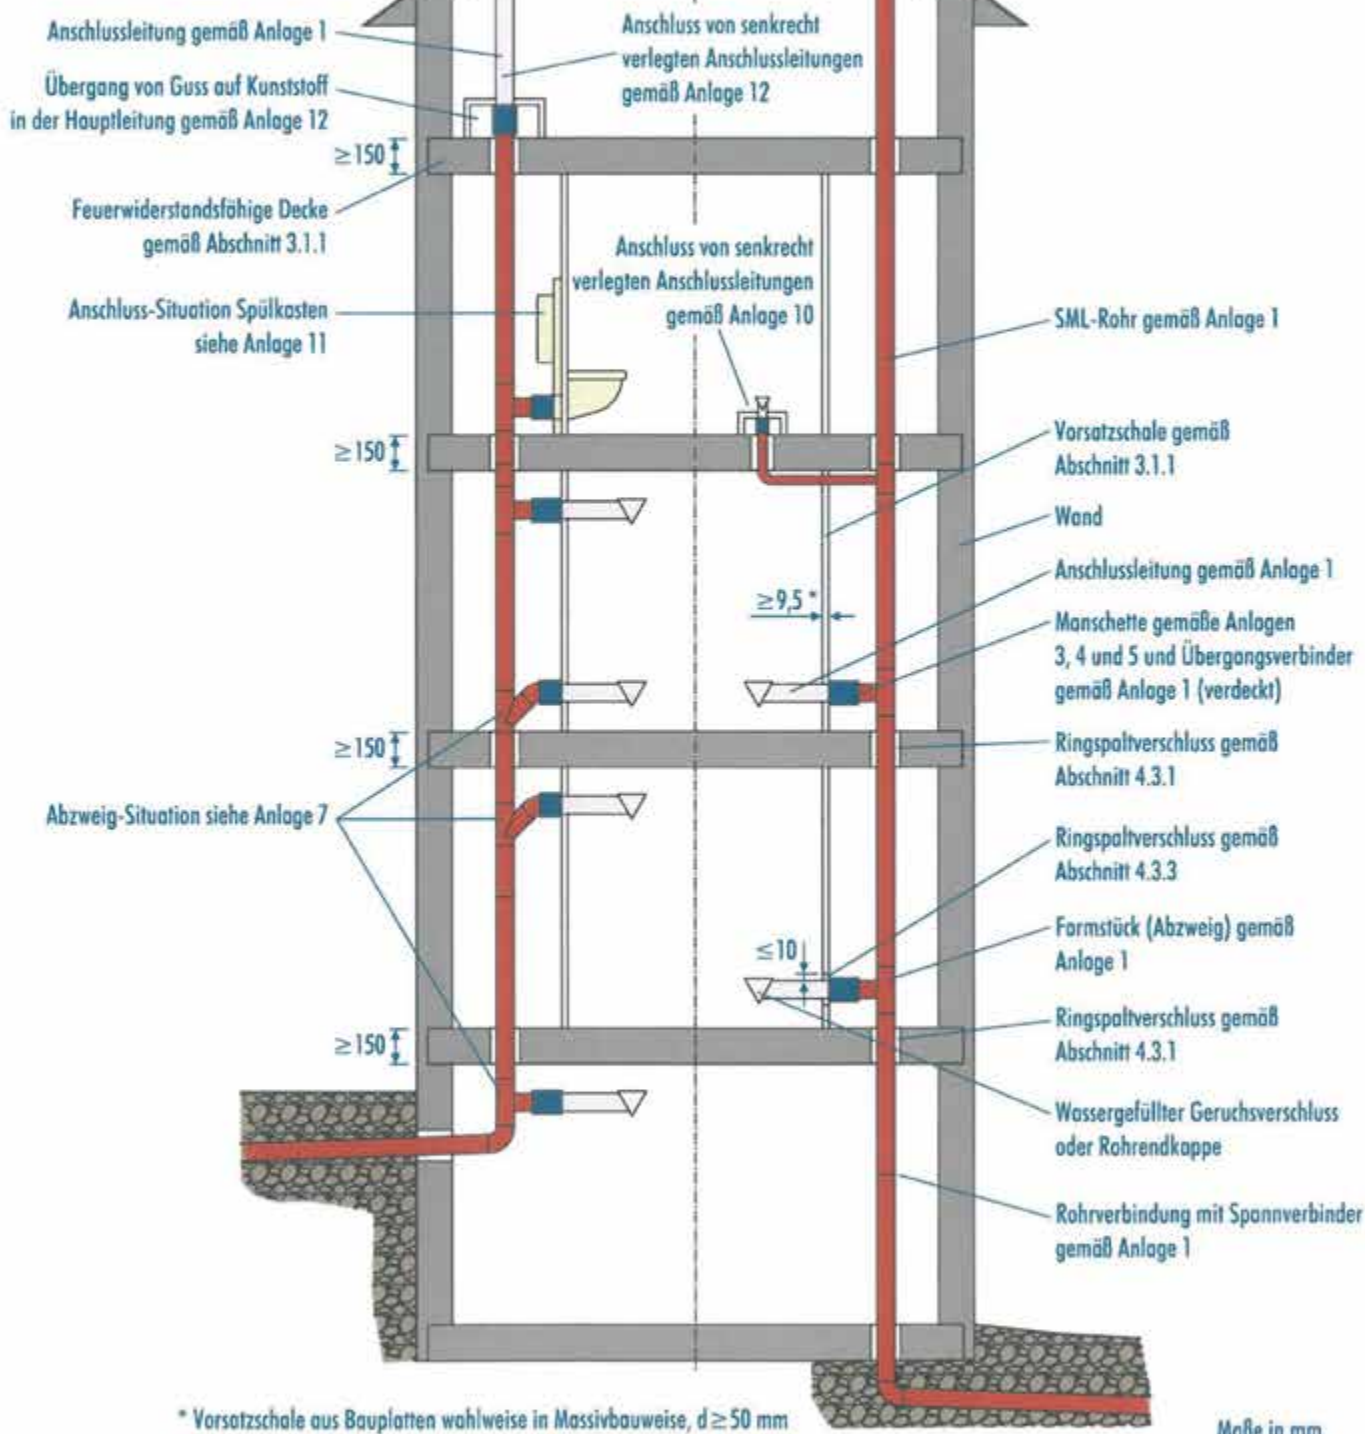 Anschlussleitung gemäß Anlage 1
Übergang von Guss auf Kunststoff
in der Hauptleitung gemäß Anlage 12
≥150
Feuerwiderstandsfähige Decke
gemäß Abschnitt 3.1.1
Anschluss-Situation Spülkasten
siehe Anlage 11
≥150
≥150
Abzweig-Situation siehe Anlage 7
≥150
Anschluss von senkrecht
verlegten Anschlussleitungen
gemäß Anlage 12
Anschluss von senkrecht
verlegten Anschlussleitungen
gemäß Anlage 10
≥9,5 *
≤10
SML-Rohr gemäß Anlage 1
Vorsatzschale gemäß
Abschnitt 3.1.1
Wand
Anschlussleitung gemäß Anlage 1
Manschette gemäße Anlagen
3, 4 und 5 und Übergangsverbinder
gemäß Anlage 1 (verdeckt)
Ringspaltverschluss gemäß
Abschnitt 4.3.1
Ringspaltverschluss gemäß
Abschnitt 4.3.3
Formstück (Abzweig) gemäß
Anlage 1
Ringspaltverschluss gemäß
Abschnitt 4.3.1
Wassergefüllter Geruchsverschluss
oder Rohrendkappe
Rohrverbindung mit Spannverbinder
gemäß Anlage 1
* Vorsatzschale aus Bauplatten wahlweise in Massivbauweise, d ≥ 50 mm
Maße in mm